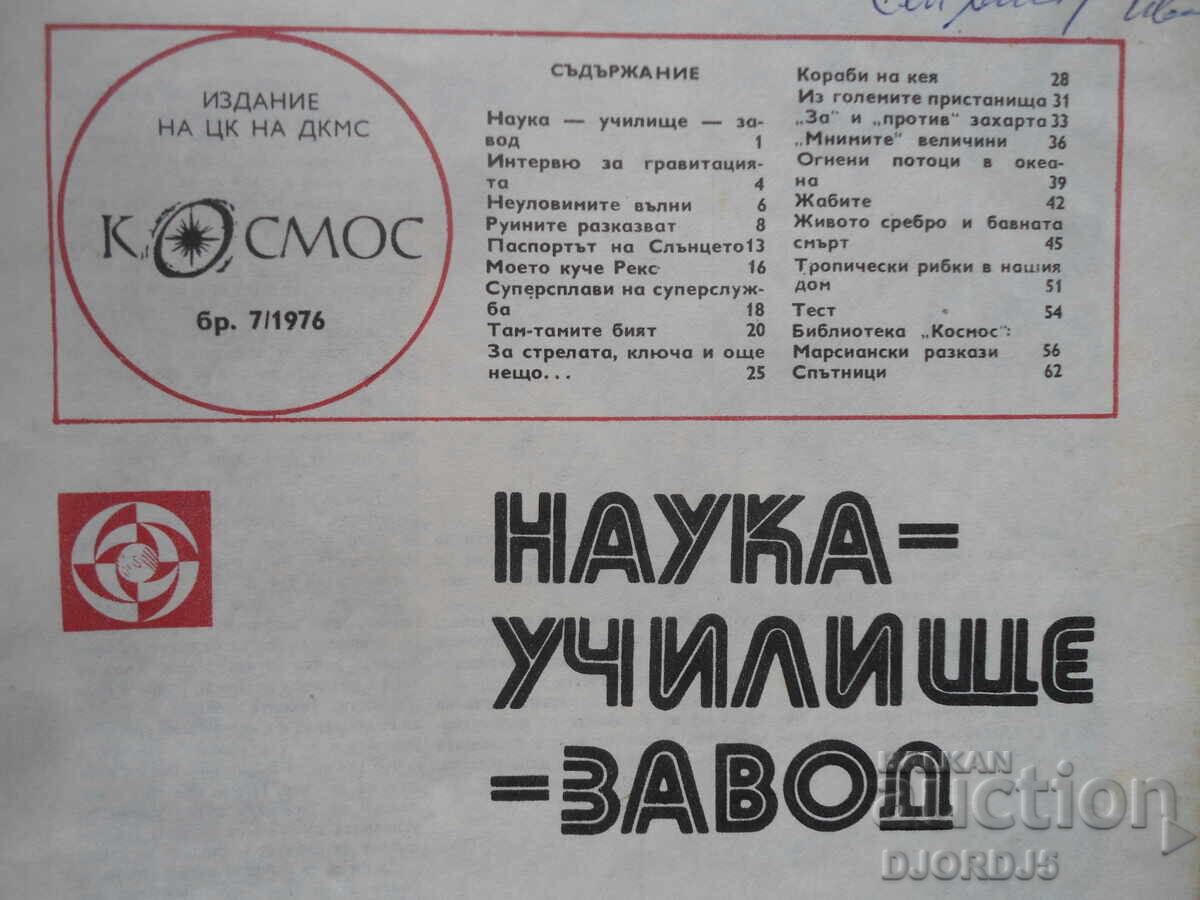 ИЗДАНИЕ
НА ЦК НА ДКМС
КОСМОС
бр. 7/1976
СЪДЪРЖАНИЕ
Наука — училище — за-
вод 1
Интервю за гравитация-
та 4
Неуловимите вълни 6
Руините разказват 8
Паспортът на Слънцето 13
Моето куче Рекс 16
Суперсплави на суперслуж-
ба 18
Там-тамите бият 20
За стрелата, ключа и още
нещо... 25
Кораби на кея 28
Из големите пристанища 31
„За" и „против" захарта 33
„Мнимите" величини 36
Огнени потоци в океа-
на 39
Жабите 42
Живото сребро и бавната
смърт 45
Тропически рибки в нашия
дом 51
Тест 54
Библиотека „Космос":
Марсиански разкази 56
Спътници 62
НАУКА=
УЧИЛИЩЕ
=ЗАВОД
BALKAN
auction
DJORDJ5